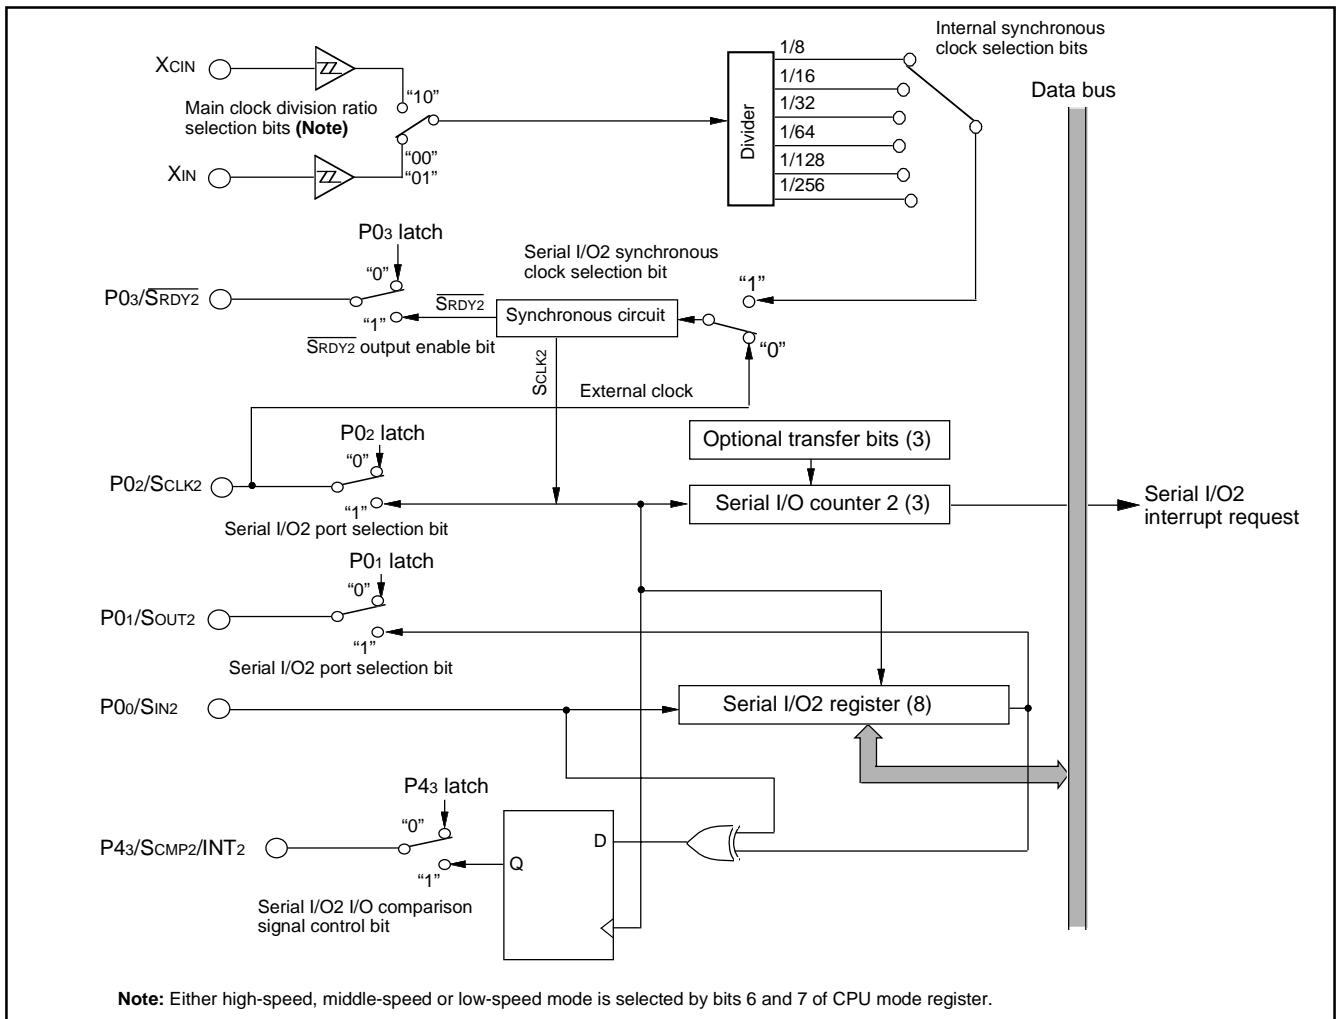 XCIN
"10"
Main clock division ratio
selection bits (Note)
"00"
"01"
XIN
Divider
1/8
1/16
1/32
1/64
1/128
1/256
Internal synchronous
clock selection bits
Data bus
P03 latch
"0"
P03/SRDY2
"1"
SRDY2
SRDY2 output enable bit
Serial I/O2 synchronous
clock selection bit
Synchronous circuit
"1"
"0"
SCLK2
External clock
P02 latch
"0"
P02/SCLK2
"1"
Serial I/O2 port selection bit
Optional transfer bits (3)
Serial I/O counter 2 (3)
Serial I/O2
interrupt request
P01 latch
"0"
P01/SOUT2
"1"
Serial I/O2 port selection bit
P00/SIN2
Serial I/O2 register (8)
P43 latch
"0"
P43/SCMP2/INT2
"1"
Serial I/O2 I/O comparison
signal control bit
D
Q
Note: Either high-speed, middle-speed or low-speed mode is selected by bits 6 and 7 of CPU mode register.